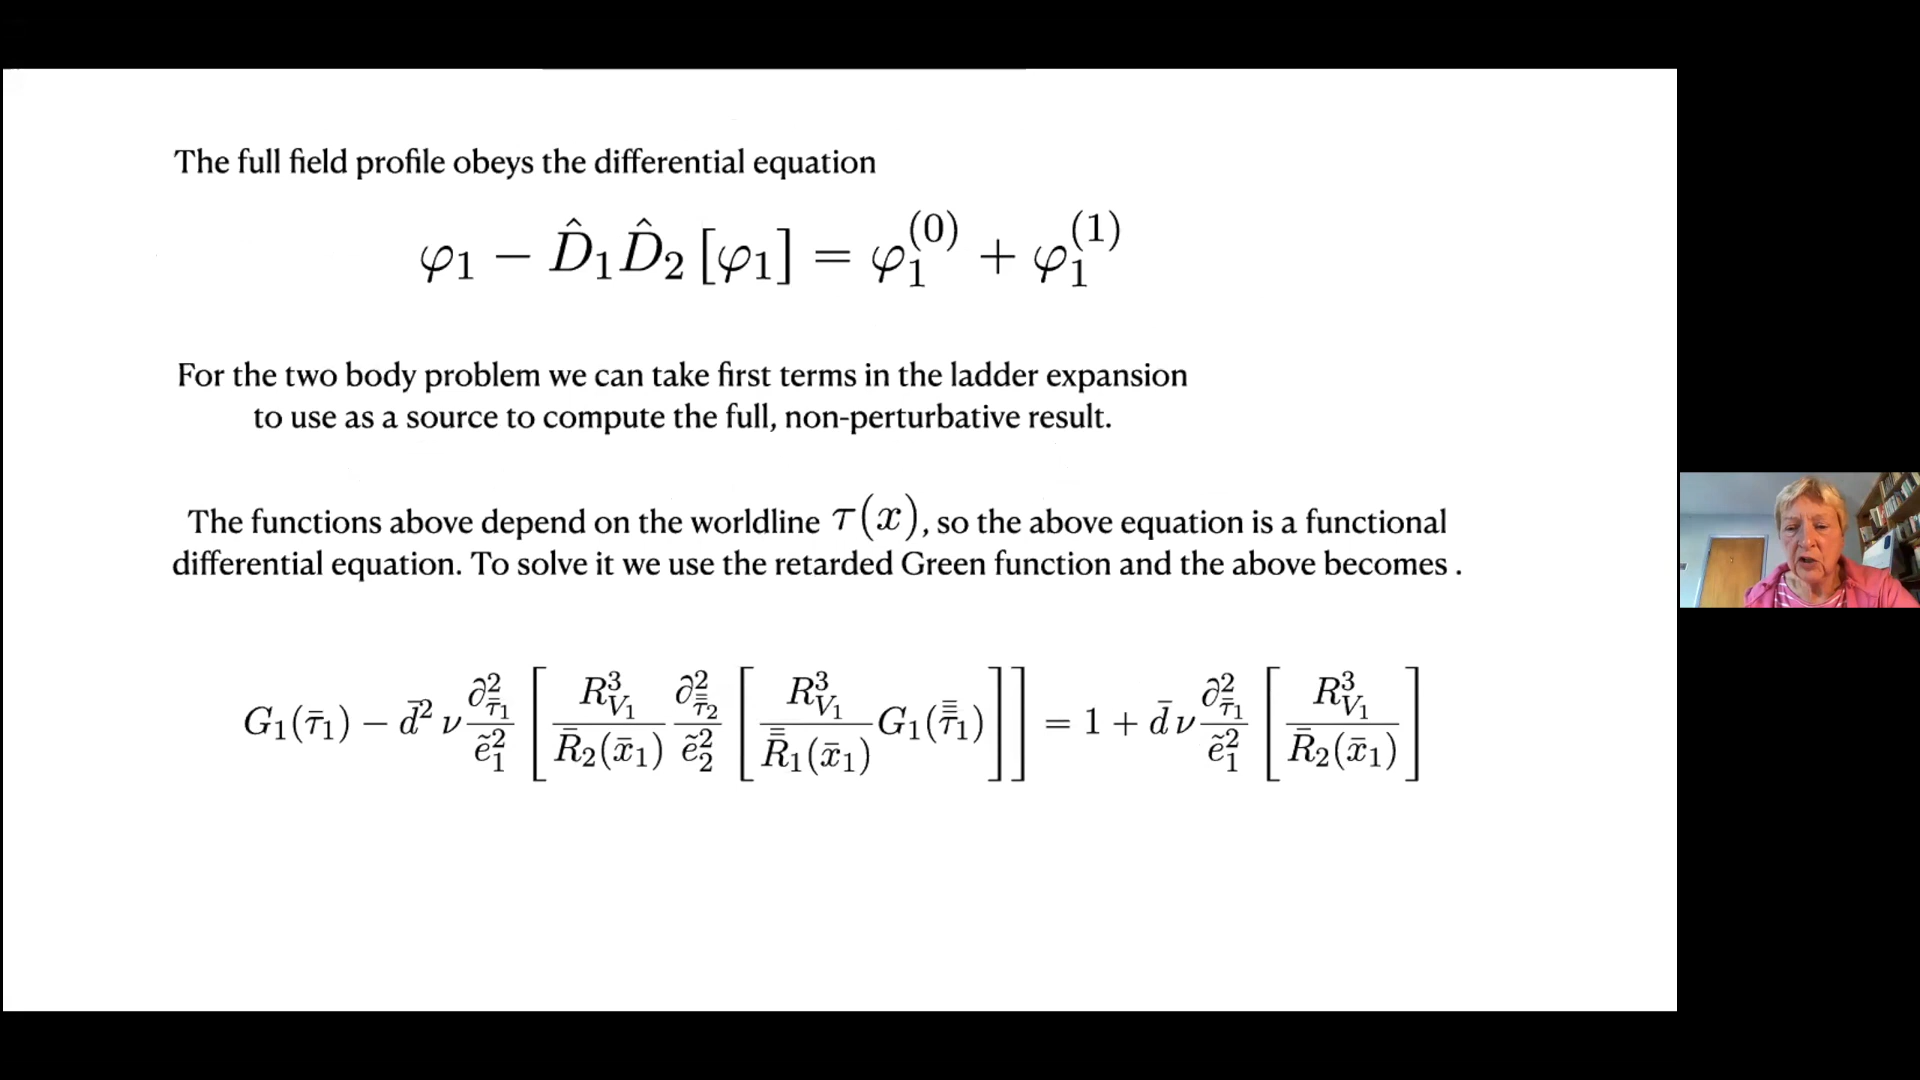 The full field profile obeys the differential equation
φ₁ − D̂₁D̂₂ [φ₁] = φ₁⁽⁰⁾ + φ₁⁽¹⁾
For the two body problem we can take first terms in the ladder expansion
to use as a source to compute the full, non-perturbative result.
The functions above depend on the worldline τ(x), so the above equation is a functional
differential equation. To solve it we use the retarded Green function and the above becomes .
G₁(τ̄₁) − d̄² ν ∂²_{τ̿₁}/ẽ₁² [ R³_{V₁}/R̄₂(x̄₁) ∂²_{τ̿̄₂}/ẽ₂² [ R³_{V₁}/R̿₁(x̄₁) G₁(τ̿̿₁) ] ] = 1 + d̄ ν ∂²_{τ̿₁}/ẽ₁² [ R³_{V₁}/R̄₂(x̄₁) ]